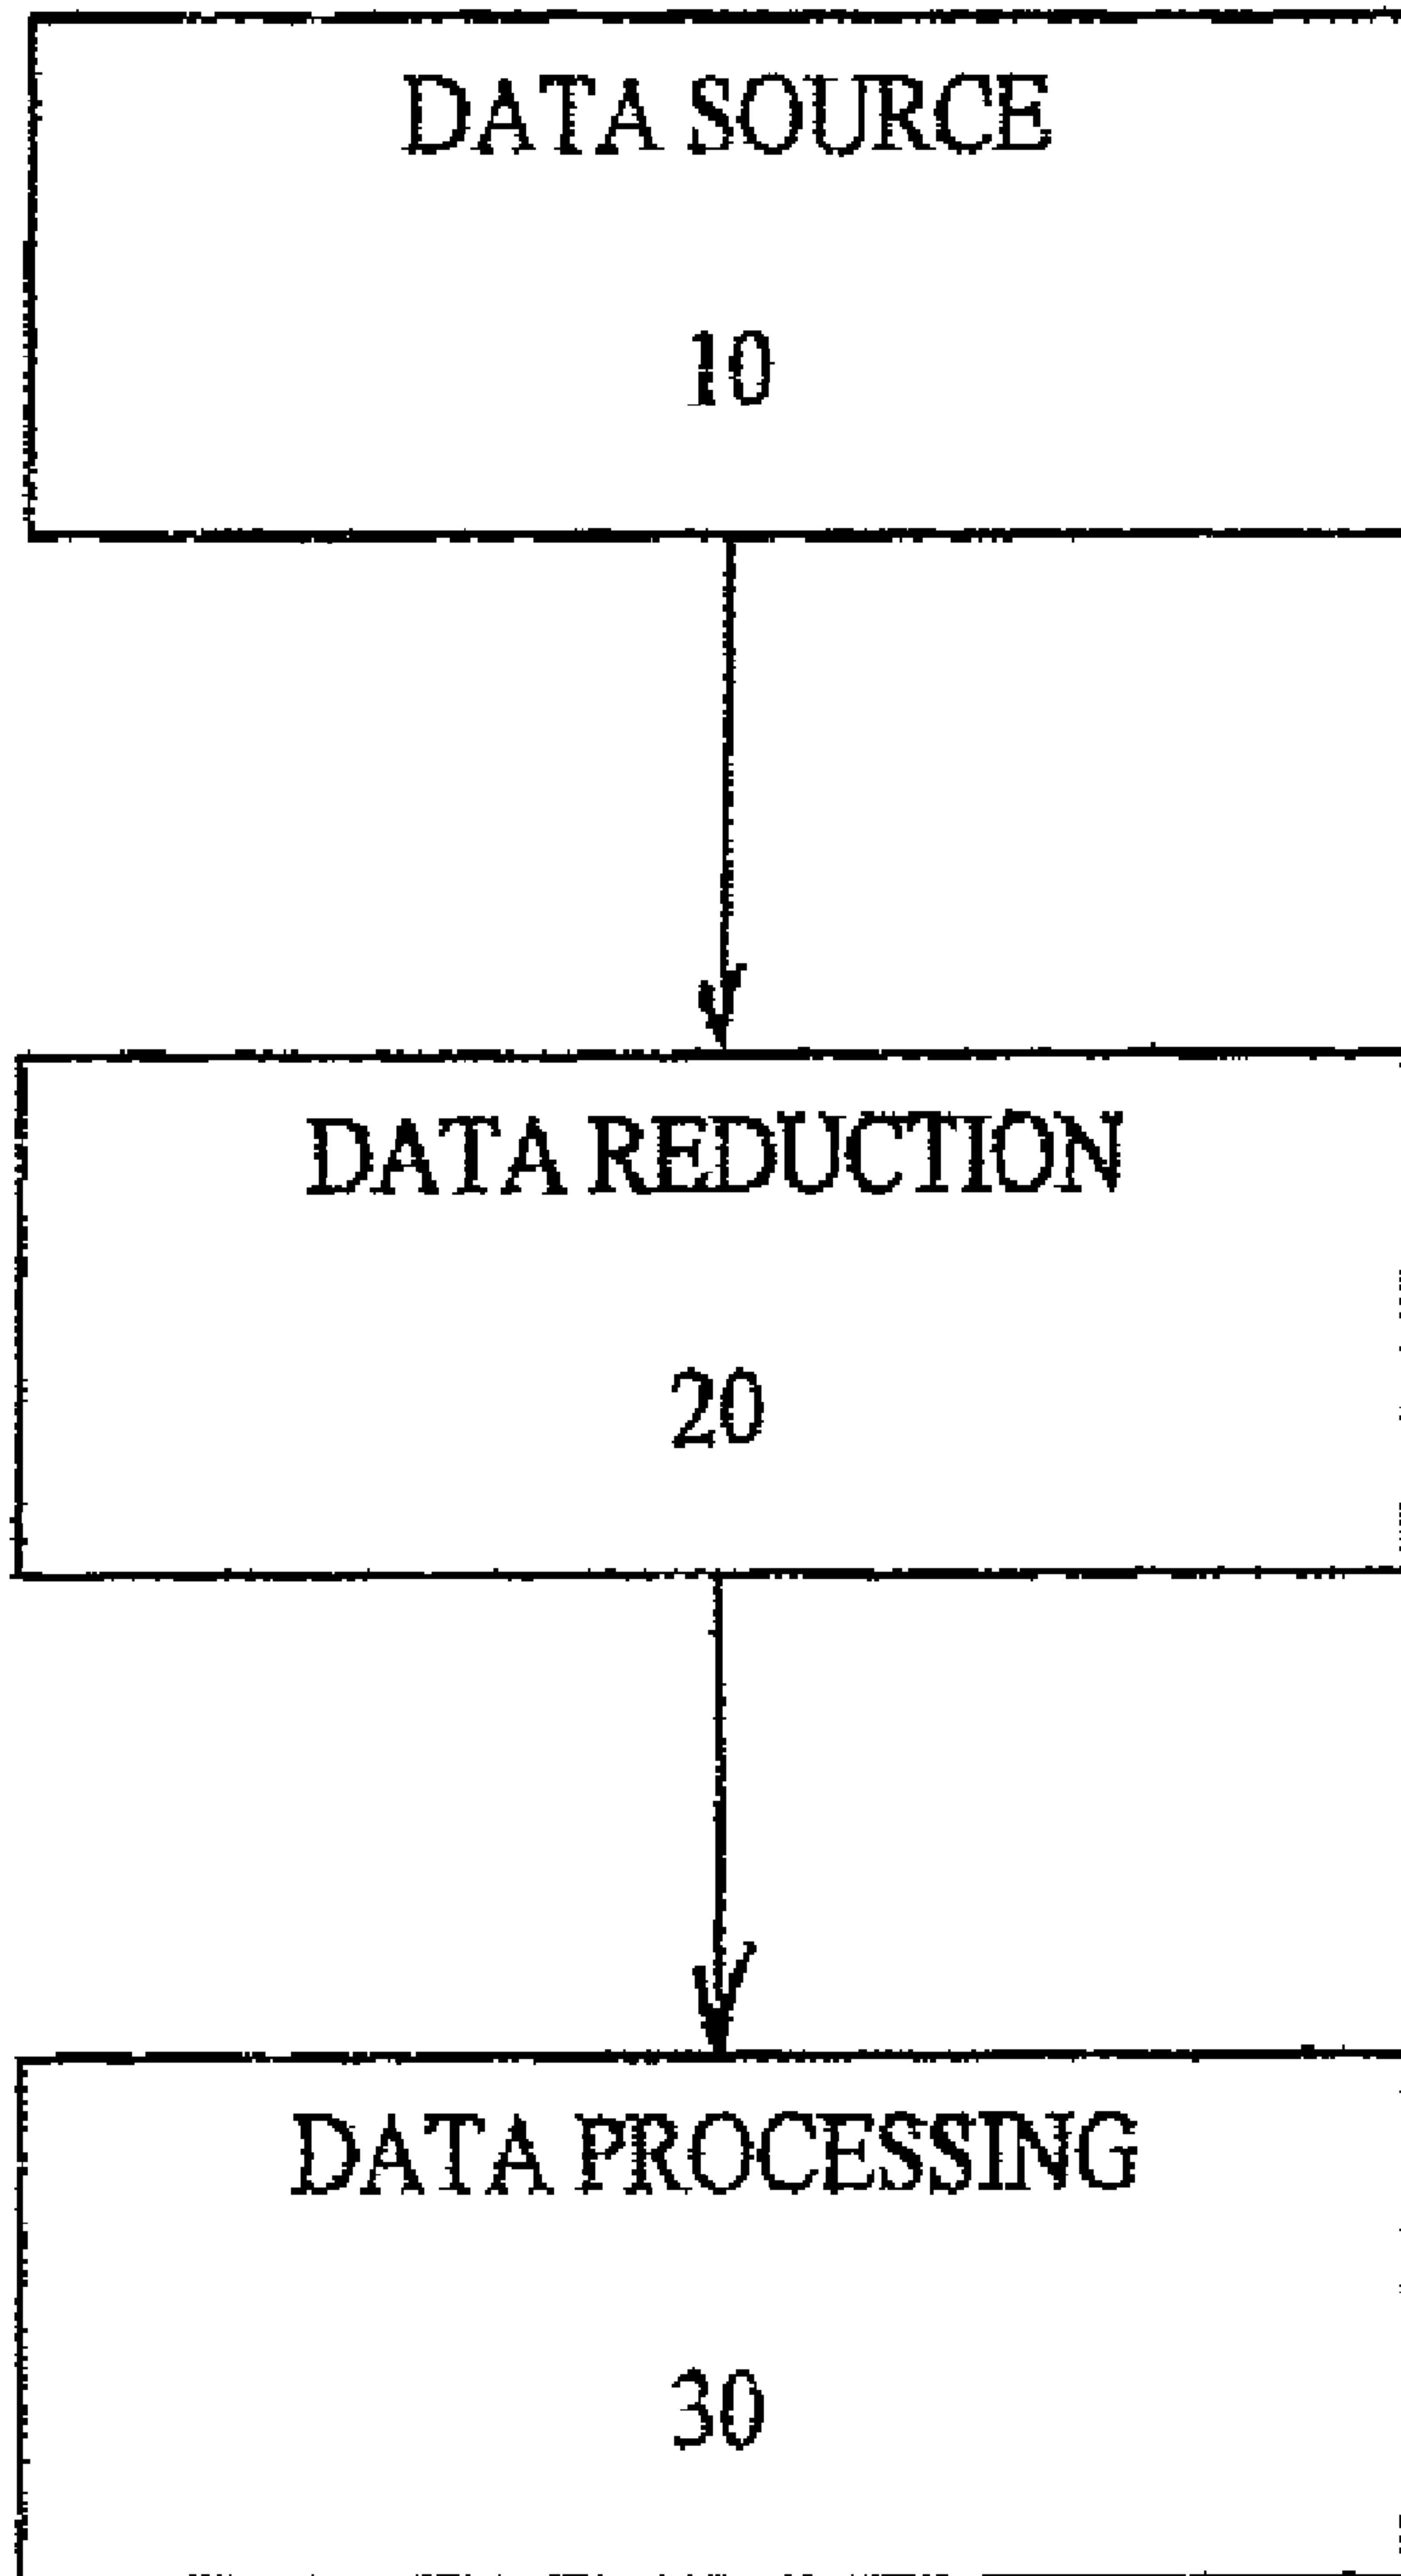 DATA SOURCE
10
DATA REDUCTION
20
DATA PROCESSING
30